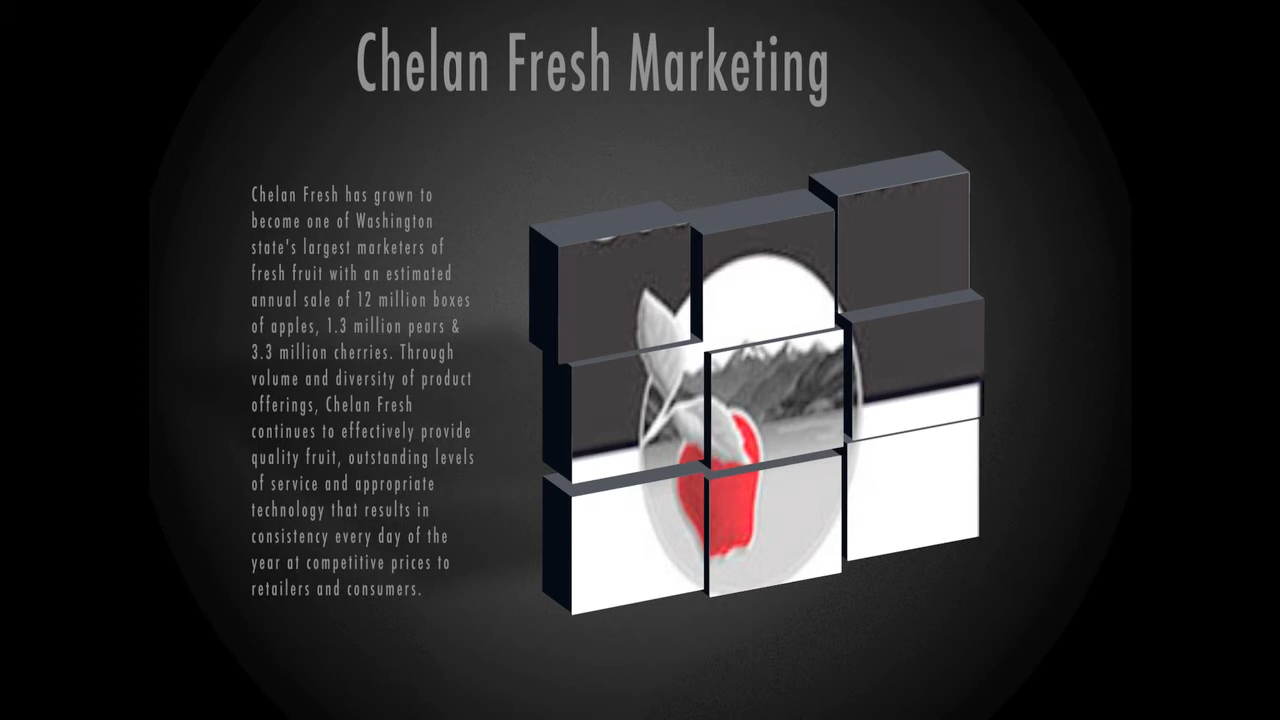 Chelan Fresh Marketing
Chelan Fresh has grown to
become one of Washington
state's largest marketers of
fresh fruit with an estimated
annual sale of 12 million boxes
of apples, 1.3 million pears &
3.3 million cherries. Through
volume and diversity of product
offerings, Chelan Fresh
continues to effectively provide
quality fruit, outstanding levels
of service and appropriate
technology that results in
consistency every day of the
year at competitive prices to
retailers and consumers.